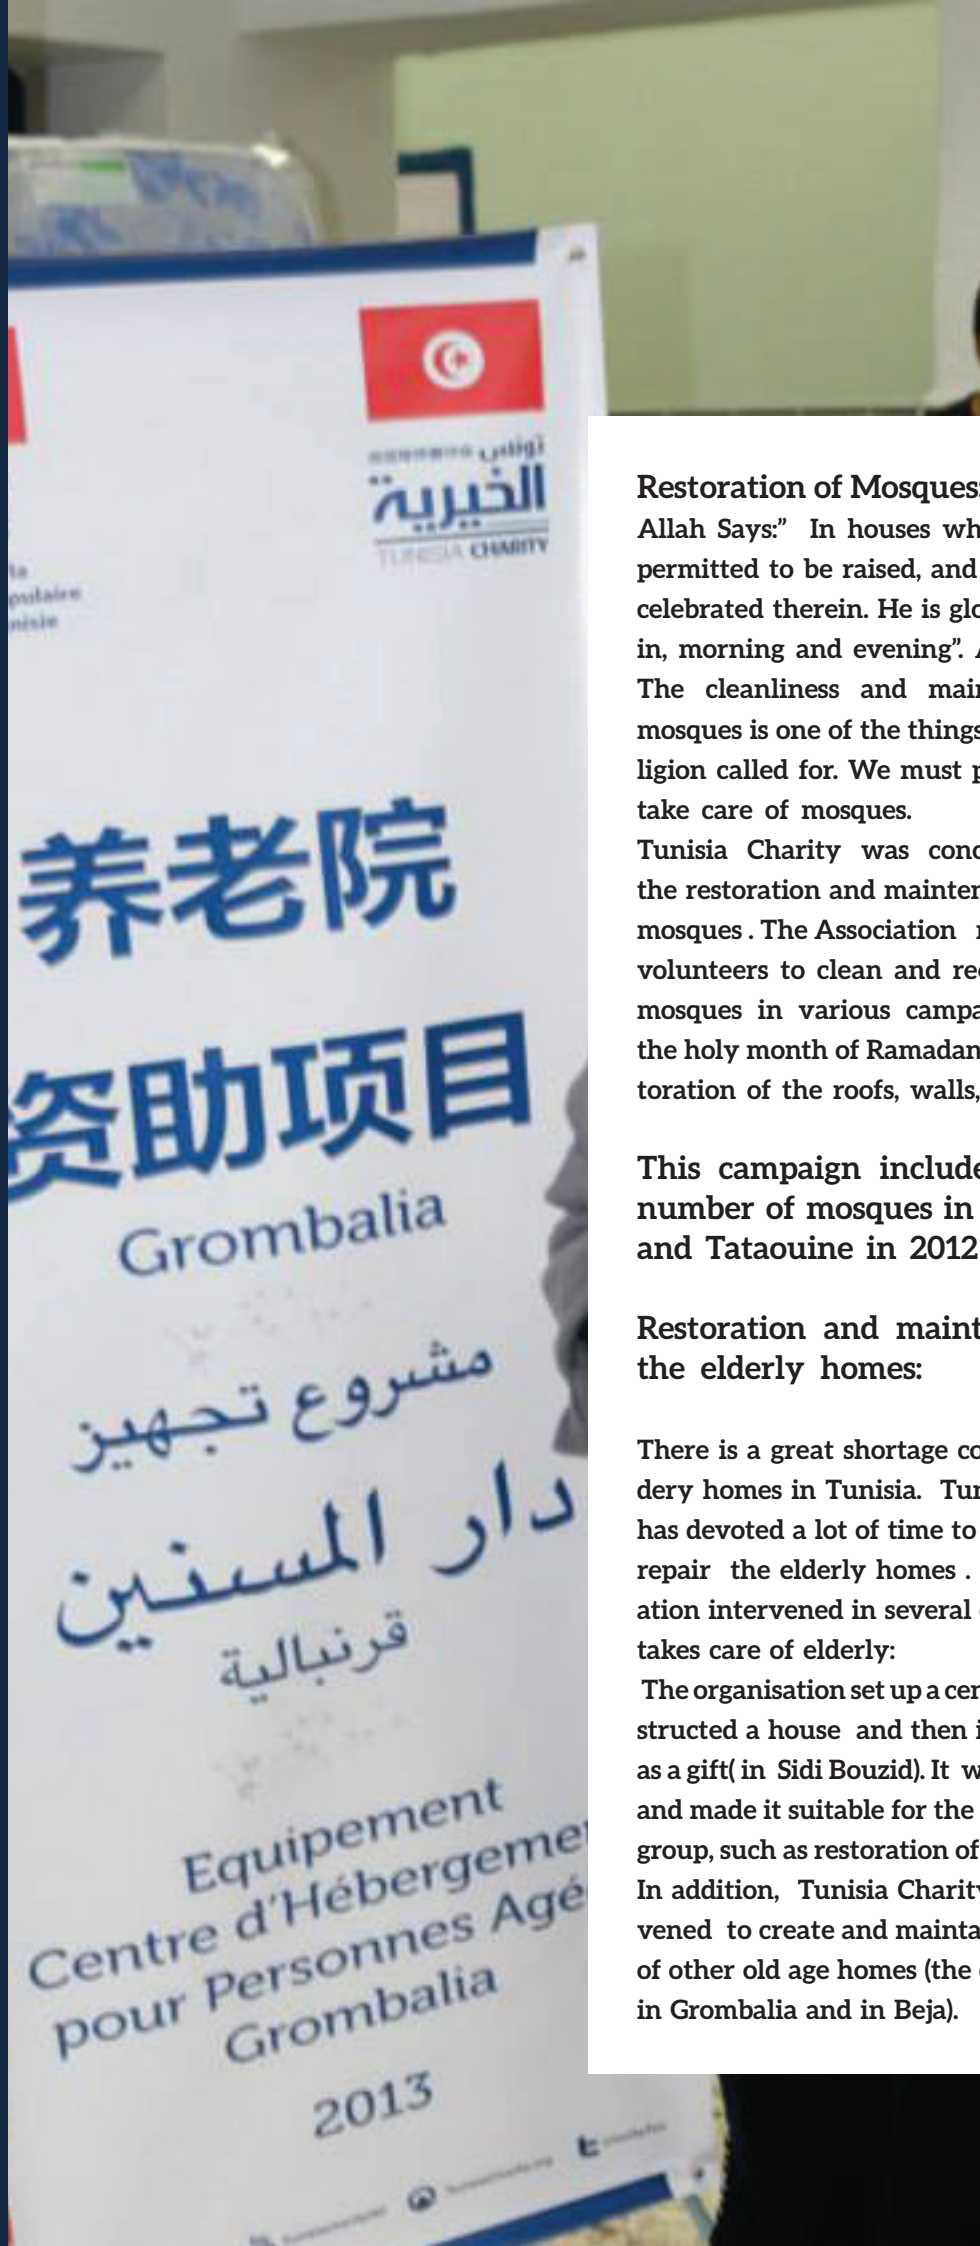 تونس
الخيرية
TUNISIA CHARITY
la
pulaire
nisie
养老院
资助项目
Grombalia
مشروع تجهيز
دار المسنين
قرنبالية
Equipement
Centre d'Hébergeme
pour Personnes Agé
Grombalia
2013
Restoration of Mosques:
Allah Says:” In houses wh
permitted to be raised, and
celebrated therein. He is glo
in, morning and evening”. A
The cleanliness and main
mosques is one of the things
ligion called for. We must p
take care of mosques.
Tunisia Charity was conc
the restoration and mainten
mosques . The Association
volunteers to clean and re
mosques in various campa
the holy month of Ramadan
toration of the roofs, walls,
This campaign include
number of mosques in
and Tataouine in 2012
Restoration and maint
the elderly homes:
There is a great shortage co
dery homes in Tunisia. Tun
has devoted a lot of time to
repair the elderly homes .
ation intervened in several
takes care of elderly:
The organisation set up a cen
structed a house and then i
as a gift( in Sidi Bouzid). It w
and made it suitable for the
group, such as restoration of
In addition, Tunisia Charity
vened to create and mainta
of other old age homes (the
in Grombalia and in Beja).